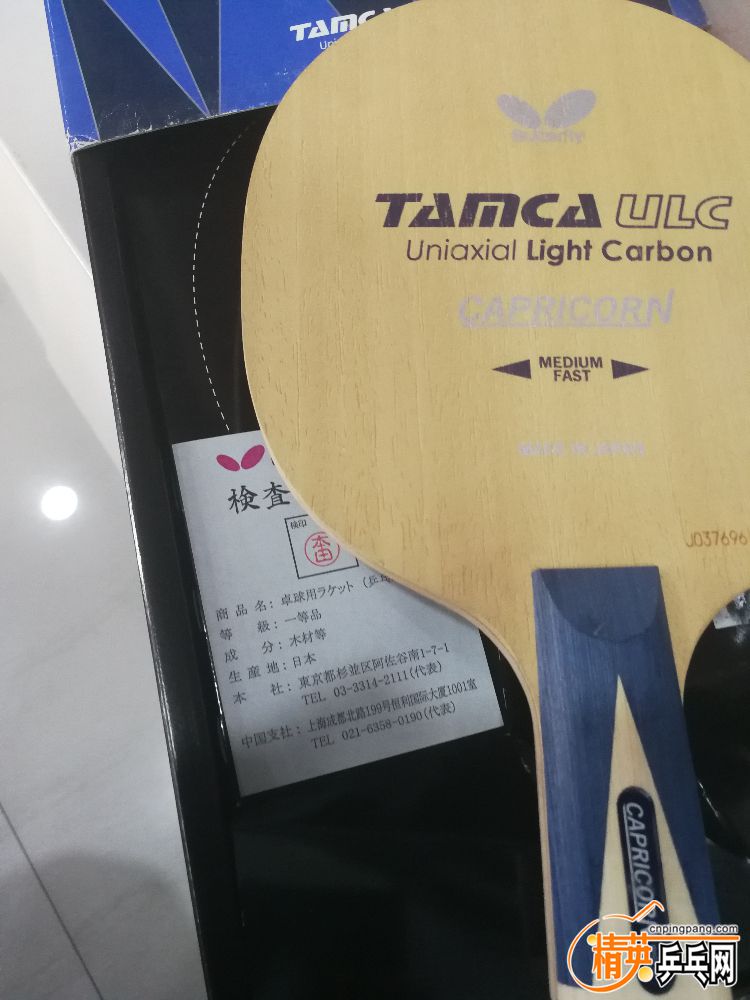 TAMCA
Uni
Butterfly
TAMCA ULC
Uniaxial Light Carbon
CAPRICORN
MEDIUM
FAST
MADE IN JAPAN
J037696
検査
検印
本田
商品名：卓球用ラケット（乒乓
等　級：一等品
成　分：木材等
生産地：日本
本　社：東京都杉並区阿佐谷南1-7-1
TEL 03-3314-2111(代表)
中国支社：上海成都北路199号恒利国际大厦1001室
TEL 021-6358-0190(代表)
CAPRICORN
cnpingpang.com
精英乒乓网